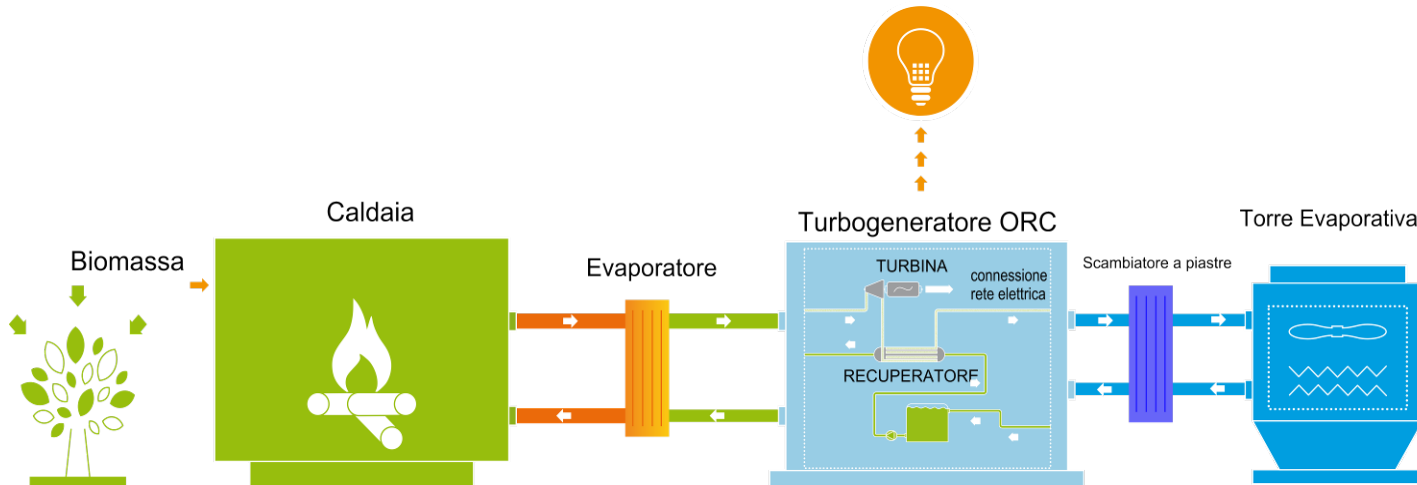 Caldaia
Turbogeneratore ORC
Torre Evaporativa
Biomassa
Evaporatore
Scambiatore a piastre
TURBINA
connessione
rete elettrica
RECUPERATORE